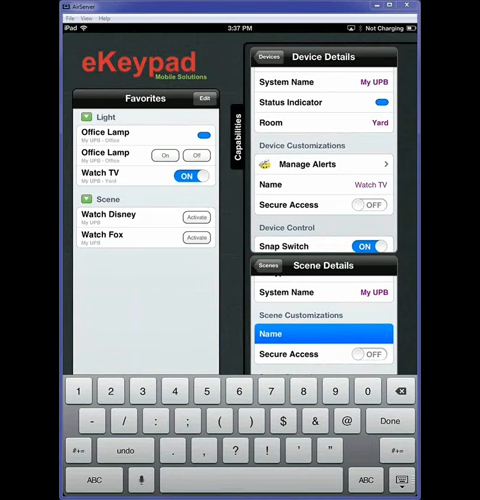 AirServer
File View Help
iPad
3:37 PM
Not Charging
eKeypad
Mobile Solutions
Favorites
Edit
Light
Office Lamp
My UPB - Office
Office Lamp
My UPB - Office
On
Off
Watch TV
My UPB - Yard
ON
Scene
Watch Disney
My UPB
Activate
Watch Fox
My UPB
Activate
Capabilities
Devices
Device Details
System Name My UPB
Status Indicator
Room Yard
Device Customizations
Manage Alerts
Name Watch TV
Secure Access OFF
Device Control
Snap Switch ON
Scenes
Scene Details
System Name My UPB
Scene Customizations
Name
Secure Access OFF
1 2 3 4 5 6 7 8 9 0
- / : ; ( ) $ & @ Done
#+= undo . , ? ! ' " #+=
ABC ABC